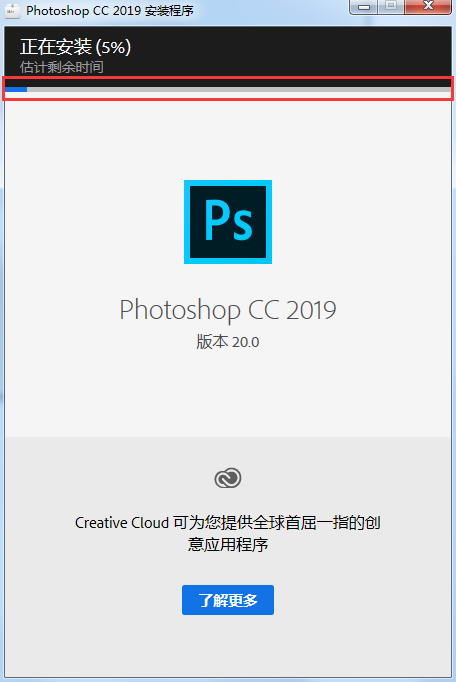 Photoshop CC 2019 安装程序
正在安装 (5%)
估计剩余时间
Ps
Photoshop CC 2019
版本 20.0
Creative Cloud 可为您提供全球首屈一指的创
意应用程序
了解更多